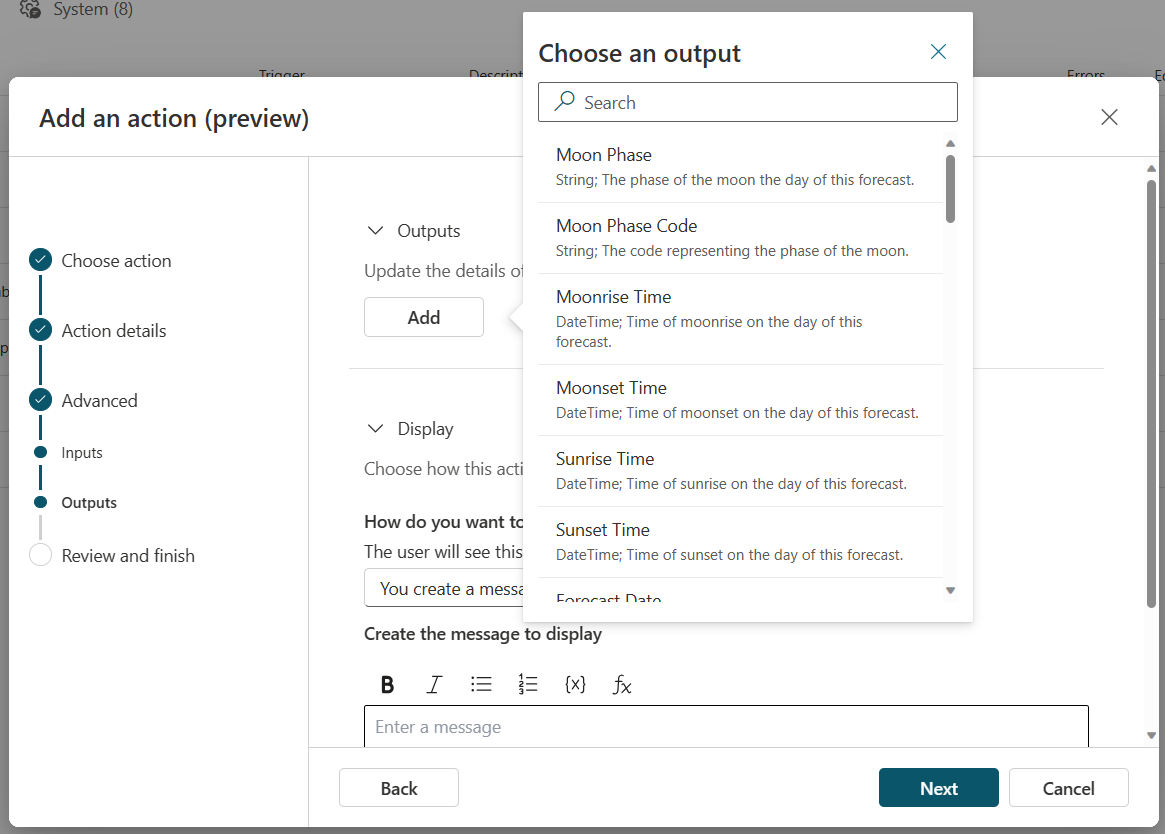 System (8)
Trigger
Descript
Errors
Add an action (preview)
Choose action
Action details
Advanced
Inputs
Outputs
Review and finish
Outputs
Update the details of
Add
Display
Choose how this acti
How do you want to
The user will see this
You create a messa
Create the message to display
B I {x} fx
Enter a message
Back
Next
Cancel
Choose an output
Search
Moon Phase
String; The phase of the moon the day of this forecast.
Moon Phase Code
String; The code representing the phase of the moon.
Moonrise Time
DateTime; Time of moonrise on the day of this
forecast.
Moonset Time
DateTime; Time of moonset on the day of this forecast.
Sunrise Time
DateTime; Time of sunrise on the day of this forecast.
Sunset Time
DateTime; Time of sunset on the day of this forecast.
Forecast Date